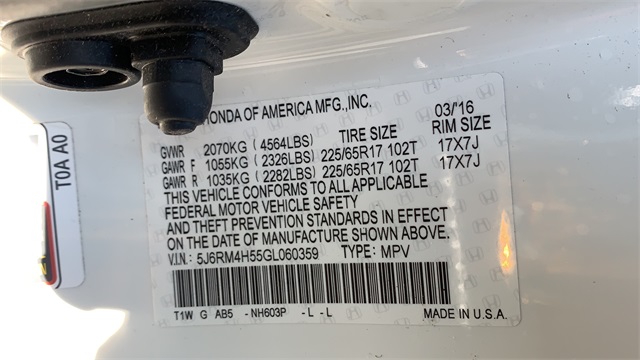 HONDA OF AMERICA MFG.,INC. 03/'16
GVWR 2070KG (4564LBS) TIRE SIZE RIM SIZE
GAWR F 1055KG (2326LBS) 225/65R17 102T 17X7J
GAWR R 1035KG (2282LBS) 225/65R17 102T 17X7J
THIS VEHICLE CONFORMS TO ALL APPLICABLE
FEDERAL MOTOR VEHICLE SAFETY
AND THEFT PREVENTION STANDARDS IN EFFECT
ON THE DATE OF MANUFACTURE SHOWN ABOVE.
V.I.N.: 5J6RM4H55GL060359 TYPE: MPV
T1W G AB5 -NH603P -L -L MADE IN U.S.A.
T0A A0